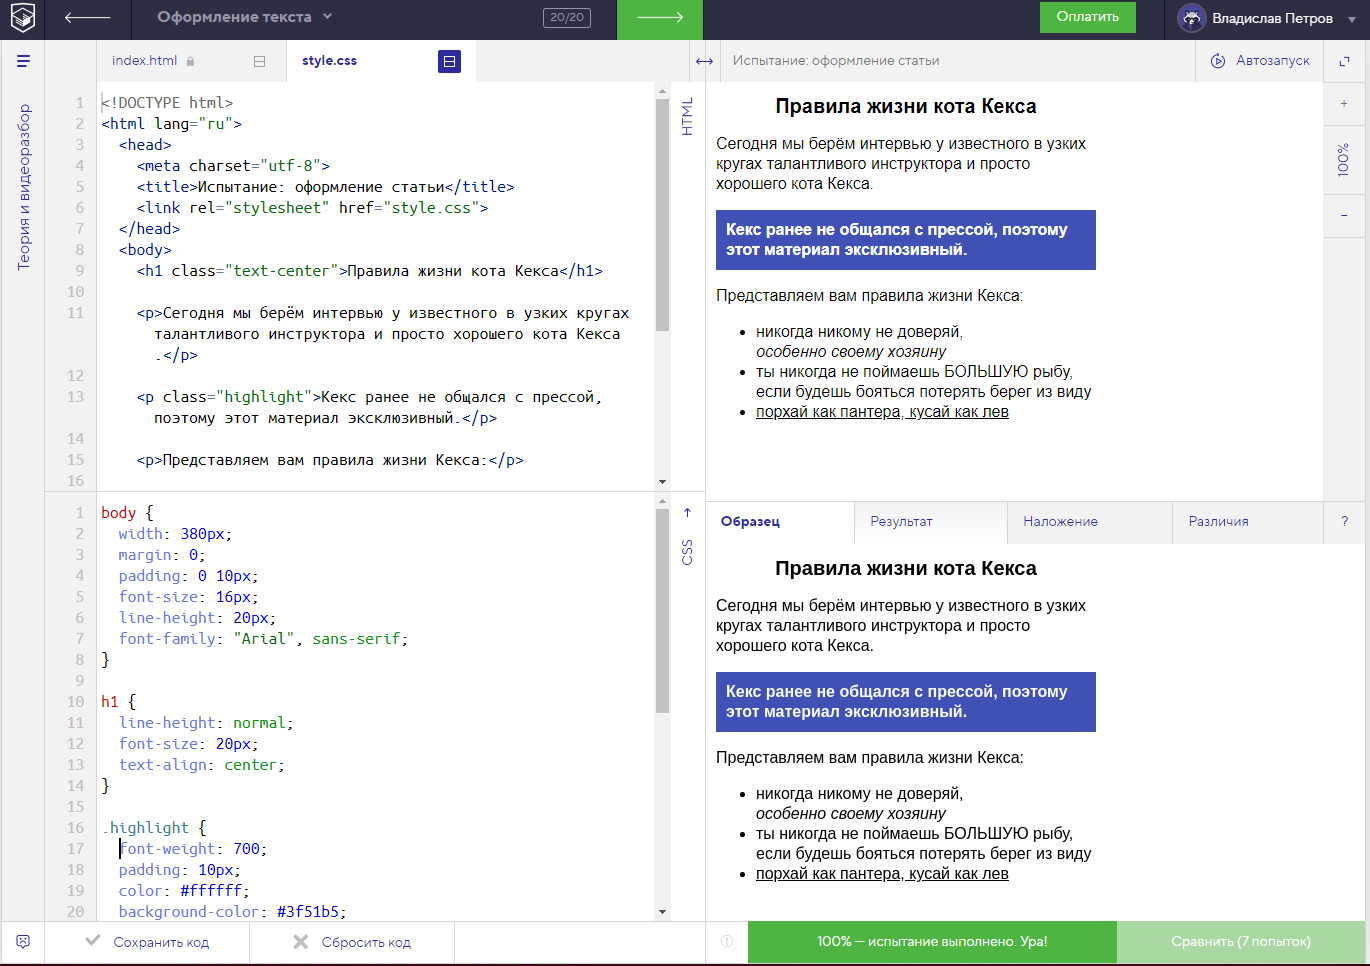 Оформление текста
20/20
Оплатить
Владислав Петров
index.html
style.css
Испытание: оформление статьи
Автозапуск
Теория и видеоразбор
1 <!DOCTYPE html>
2 <html lang="ru">
3 <head>
4 <meta charset="utf-8">
5 <title>Испытание: оформление статьи</title>
6 <link rel="stylesheet" href="style.css">
7 </head>
8 <body>
9 <h1 class="text-center">Правила жизни кота Кекса</h1>
10
11 <p>Сегодня мы берём интервью у известного в узких кругах
талантливого инструктора и просто хорошего кота Кекса
.</p>
12
13 <p class="highlight">Кекс ранее не общался с прессой,
поэтому этот материал эксклюзивный.</p>
14
15 <p>Представляем вам правила жизни Кекса:</p>
16
HTML
1 body {
2 width: 380px;
3 margin: 0;
4 padding: 0 10px;
5 font-size: 16px;
6 line-height: 20px;
7 font-family: "Arial", sans-serif;
8 }
9
10 h1 {
11 line-height: normal;
12 font-size: 20px;
13 text-align: center;
14 }
15
16 .highlight {
17 font-weight: 700;
18 padding: 10px;
19 color: #ffffff;
20 background-color: #3f51b5;
CSS
Правила жизни кота Кекса
Сегодня мы берём интервью у известного в узких
кругах талантливого инструктора и просто
хорошего кота Кекса.
Кекс ранее не общался с прессой, поэтому
этот материал эксклюзивный.
Представляем вам правила жизни Кекса:
• никогда никому не доверяй,
особенно своему хозяину
• ты никогда не поймаешь БОЛЬШУЮ рыбу,
если будешь бояться потерять берег из виду
• порхай как пантера, кусай как лев
+
100%
−
Образец
Результат
Наложение
Различия
?
Правила жизни кота Кекса
Сегодня мы берём интервью у известного в узких
кругах талантливого инструктора и просто
хорошего кота Кекса.
Кекс ранее не общался с прессой, поэтому
этот материал эксклюзивный.
Представляем вам правила жизни Кекса:
• никогда никому не доверяй,
особенно своему хозяину
• ты никогда не поймаешь БОЛЬШУЮ рыбу,
если будешь бояться потерять берег из виду
• порхай как пантера, кусай как лев
Сохранить код
Сбросить код
100% — испытание выполнено. Ура!
Сравнить (7 попыток)